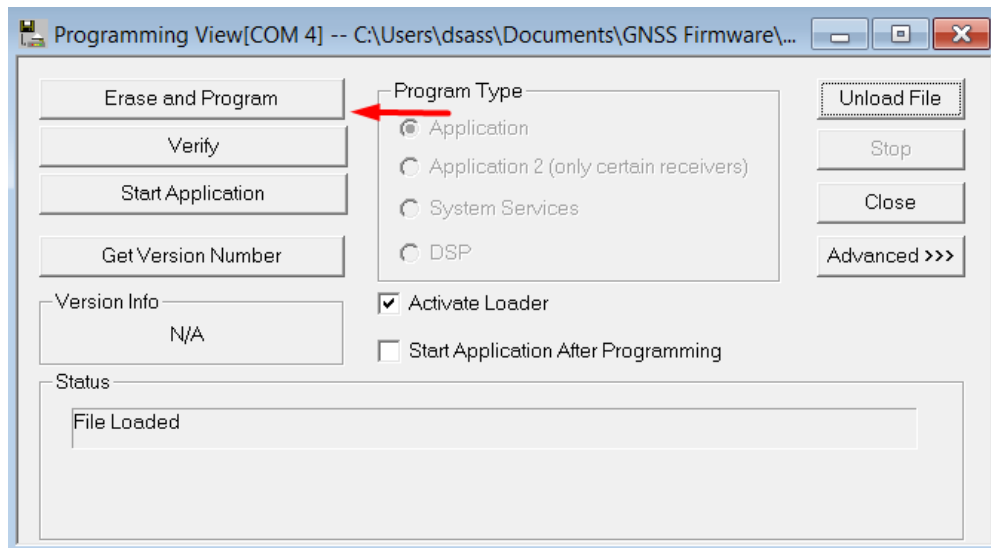 Programming View[COM 4] -- C:\Users\dsass\Documents\GNSS Firmware\...
Erase and Program
Verify
Start Application
Get Version Number
Version Info
N/A
Program Type
Application
Application 2 (only certain receivers)
System Services
DSP
Activate Loader
Start Application After Programming
Unload File
Stop
Close
Advanced >>>
Status
File Loaded